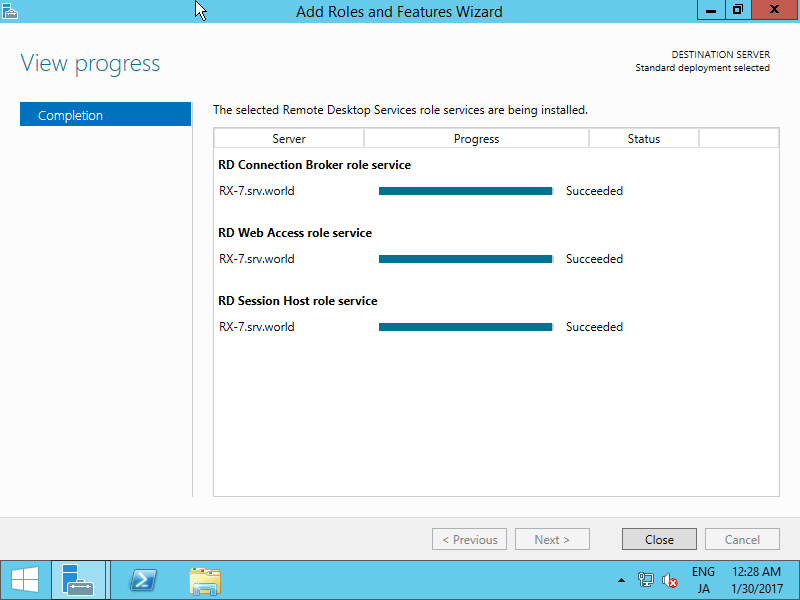 Add Roles and Features Wizard
View progress
DESTINATION SERVER
Standard deployment selected
Completion
The selected Remote Desktop Services role services are being installed.
Server Progress Status
RD Connection Broker role service
RX-7.srv.world Succeeded
RD Web Access role service
RX-7.srv.world Succeeded
RD Session Host role service
RX-7.srv.world Succeeded
< Previous Next > Close Cancel
ENG 12:28 AM
JA 1/30/2017